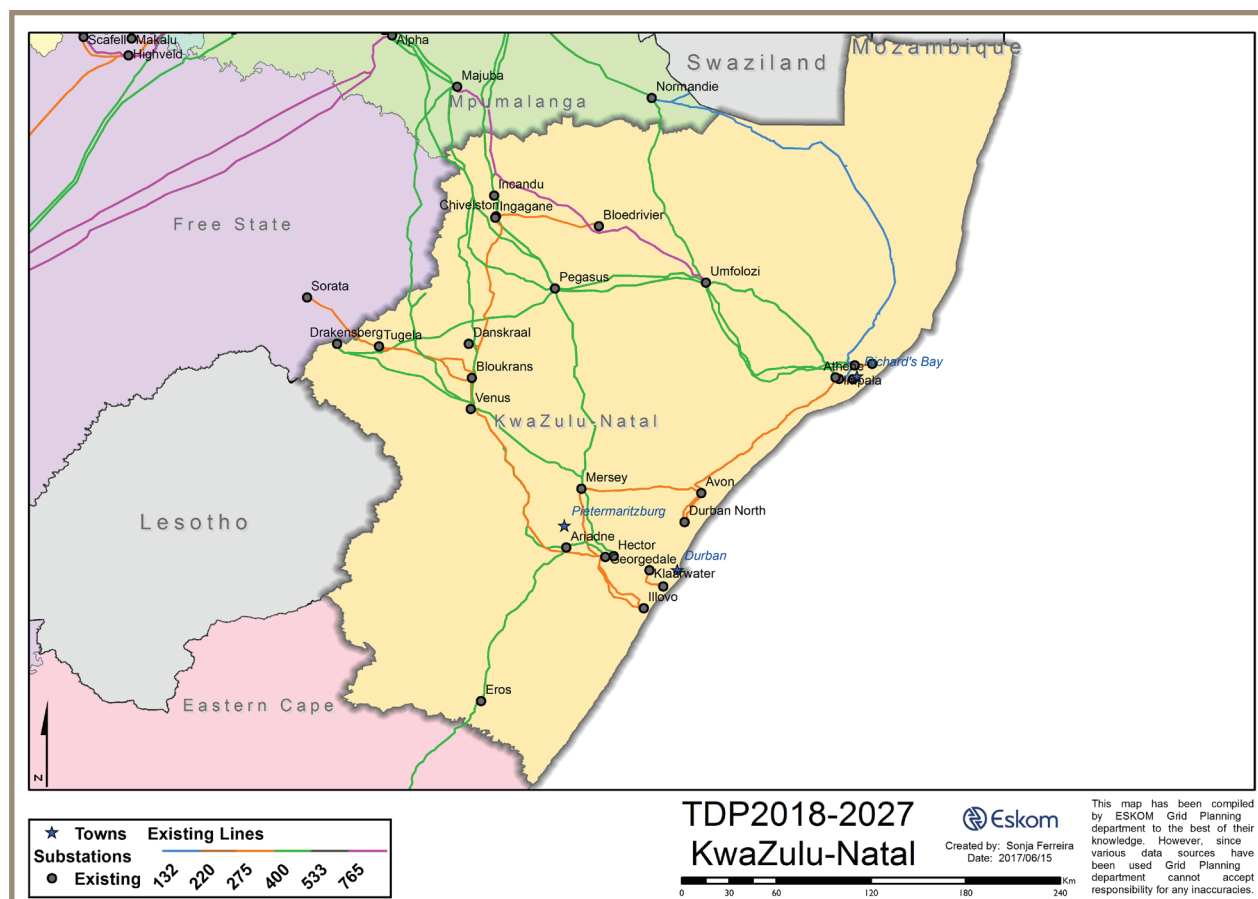 Scafell
Makalu
Highveld
Alpha
Majuba
Mpumalanga
Normandie
Swaziland
Mozambique
Free State
Incandu
Chivelston
Ingagane
Bloedrivier
Pegasus
Umfolozi
Sorata
Drakensberg
Tugela
Danskraal
Bloukrans
Venus
KwaZulu-Natal
Athene
Richard's Bay
Lesotho
Mersey
Avon
Pietermaritzburg
Durban North
Ariadne
Hector
Georgedale
Durban
Klaarwater
Illovo
Eros
Eastern Cape
N
Towns Existing Lines
Substations
Existing 132 220 275 400 533 765
TDP2018-2027
KwaZulu-Natal
Eskom
Created by: Sonja Ferreira
Date: 2017/06/15
0 30 60 120 180 240 Km
This map has been compiled
by ESKOM Grid Planning
department to the best of their
knowledge. However, since
various data sources have
been used Grid Planning
department cannot accept
responsibility for any inaccuracies.